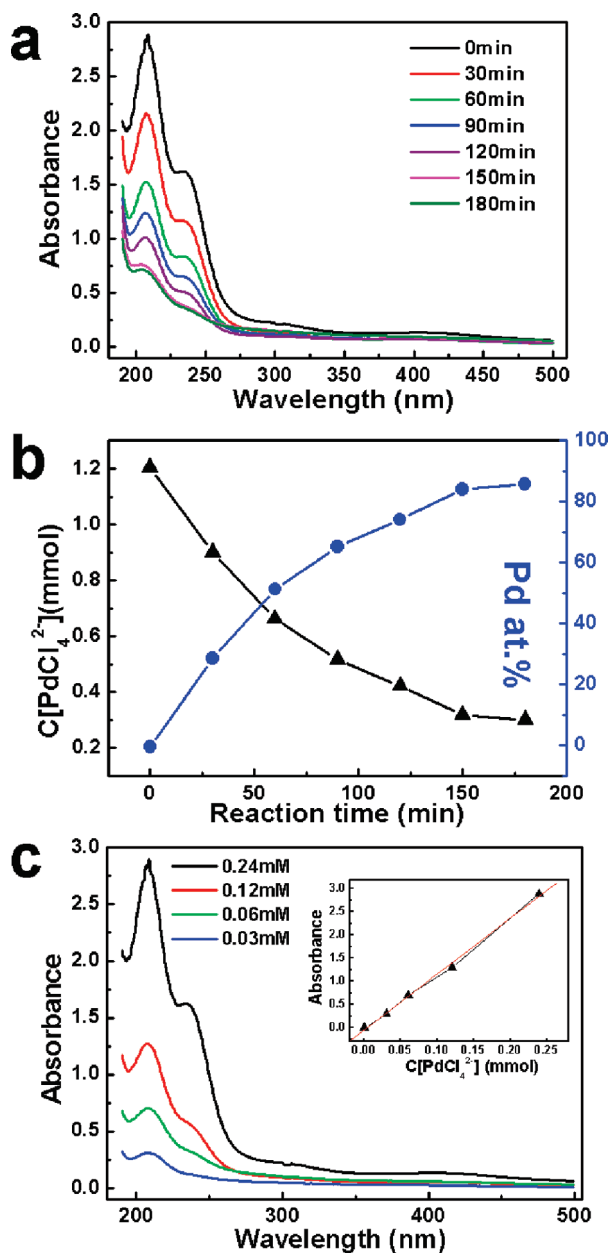 a
3.0
2.5
2.0
1.5
1.0
0.5
0.0
Absorbance
0min
30min
60min
90min
120min
150min
180min
200 250 300 350 400 450 500
Wavelength (nm)
b
1.2
1.0
0.8
0.6
0.4
0.2
C[PdCl₄²⁻](mmol)
100
80
60
40
20
0
Pd at.%
0 50 100 150 200
Reaction time (min)
c
3.0
2.5
2.0
1.5
1.0
0.5
0.0
Absorbance
0.24mM
0.12mM
0.06mM
0.03mM
3.0
2.5
2.0
1.5
1.0
0.5
0.0
Absorbance
0.00 0.05 0.10 0.15 0.20 0.25
C[PdCl₄²⁻] (mmol)
200 300 400 500
Wavelength (nm)